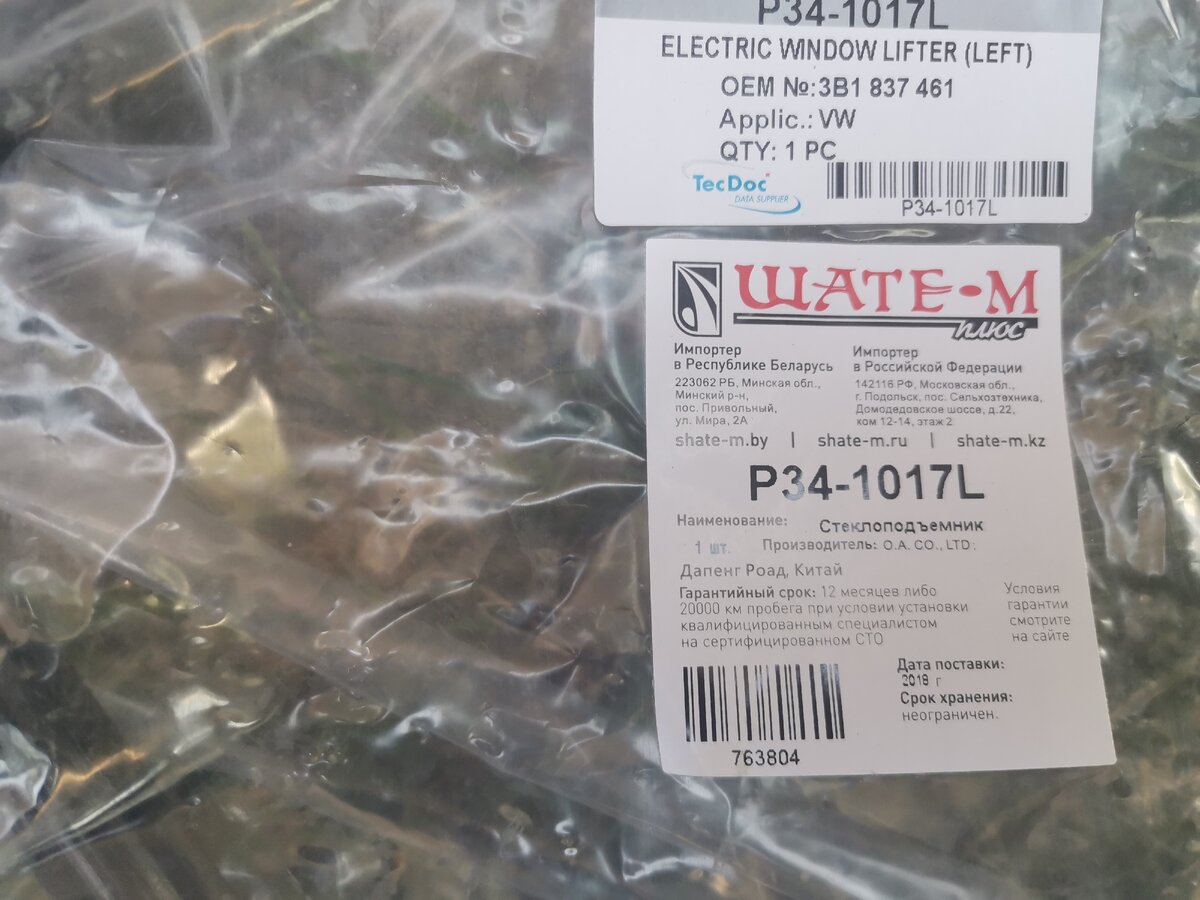 P34-1017L
ELECTRIC WINDOW LIFTER (LEFT)
OEM №:3B1 837 461
Applic.: VW
QTY: 1 PC
TecDoc
DATA SUPPLIER
P34-1017L
ШАТЕ-М
плюс
Импортер
в Республике Беларусь
223062 РБ, Минская обл.,
Минский р-н,
пос. Привольный,
ул. Мира, 2А
Импортер
в Российской Федерации
142116 РФ, Московская обл.,
г. Подольск, пос. Сельхозтехника,
Домодедовское шоссе, д.22,
ком 12-14, этаж 2
shate-m.by | shate-m.ru | shate-m.kz
P34-1017L
Наименование: Стеклоподъемник
1 шт. Производитель: O.A. CO., LTD.
Дапенг Роад, Китай
Гарантийный срок: 12 месяцев либо
20000 км пробега при условии установки
квалифицированным специалистом
на сертифицированном СТО
Условия
гарантии
смотрите
на сайте
Дата поставки:
2018 г
Срок хранения:
неограничен.
763804